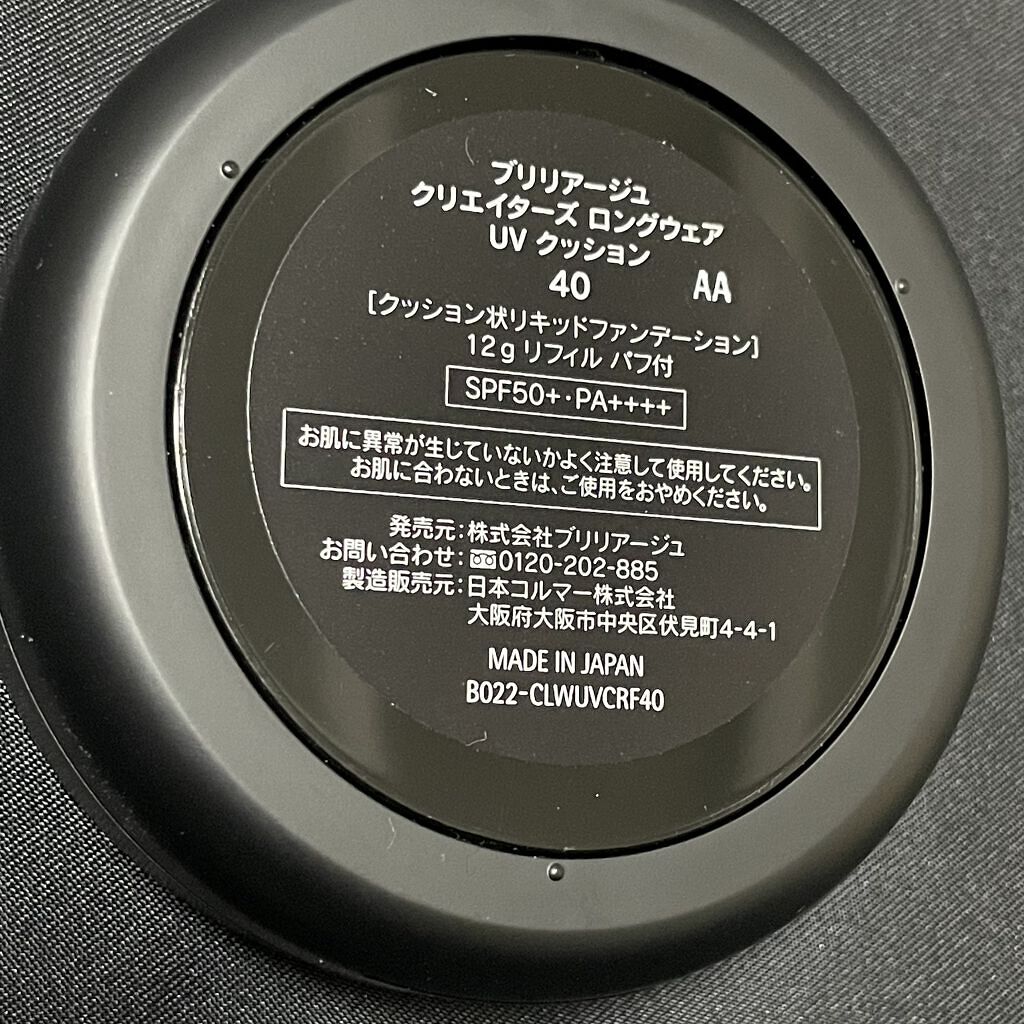 ブリリアージュ
クリエイターズ ロングウェア
UV クッション
40 AA
[クッション状リキッドファンデーション]
12g リフィル パフ付
SPF50+・PA++++
お肌に異常が生じていないかよく注意して使用してください。
お肌に合わないときは、ご使用をおやめください。
発売元:株式会社ブリリアージュ
お問い合わせ:0120-202-885
製造販売元:日本コルマー株式会社
大阪府大阪市中央区伏見町4-4-1
MADE IN JAPAN
B022-CLWUVCRF40